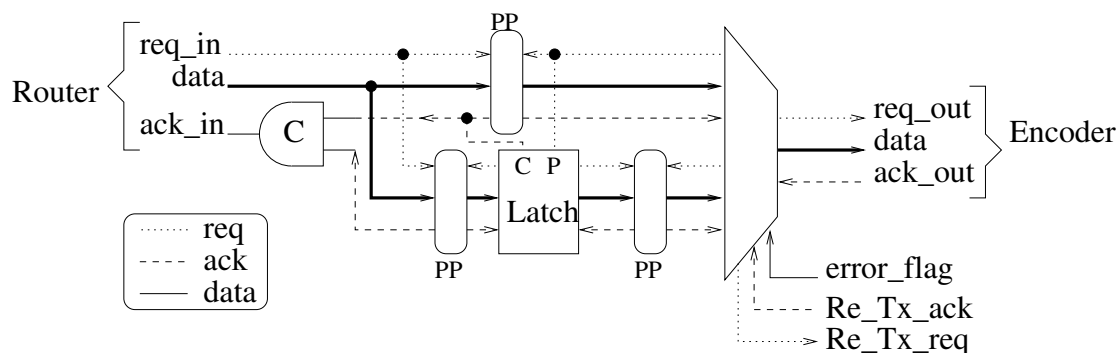 PP
req_in
data
Router
ack_in
C
req_out
data
Encoder
ack_out
C P
Latch
PP
PP
req
ack
data
error_flag
Re_Tx_ack
Re_Tx_req